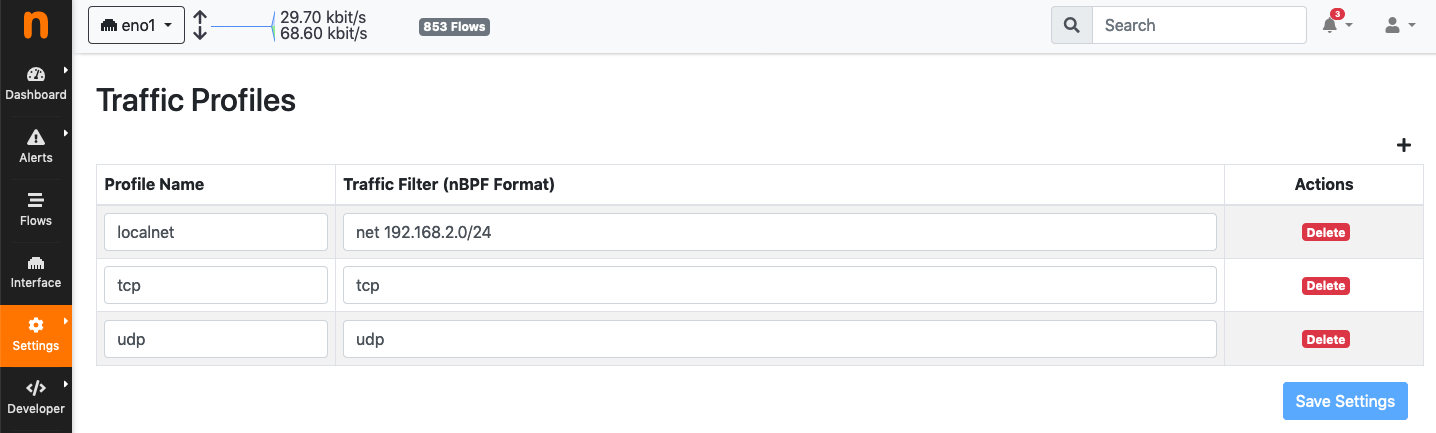 n
eno1
29.70 kbit/s
68.60 kbit/s
853 Flows
Search
3
Dashboard
Alerts
Flows
Interface
Settings
Developer
Traffic Profiles
Profile Name Traffic Filter (nBPF Format) Actions
localnet net 192.168.2.0/24 Delete
tcp tcp Delete
udp udp Delete
Save Settings